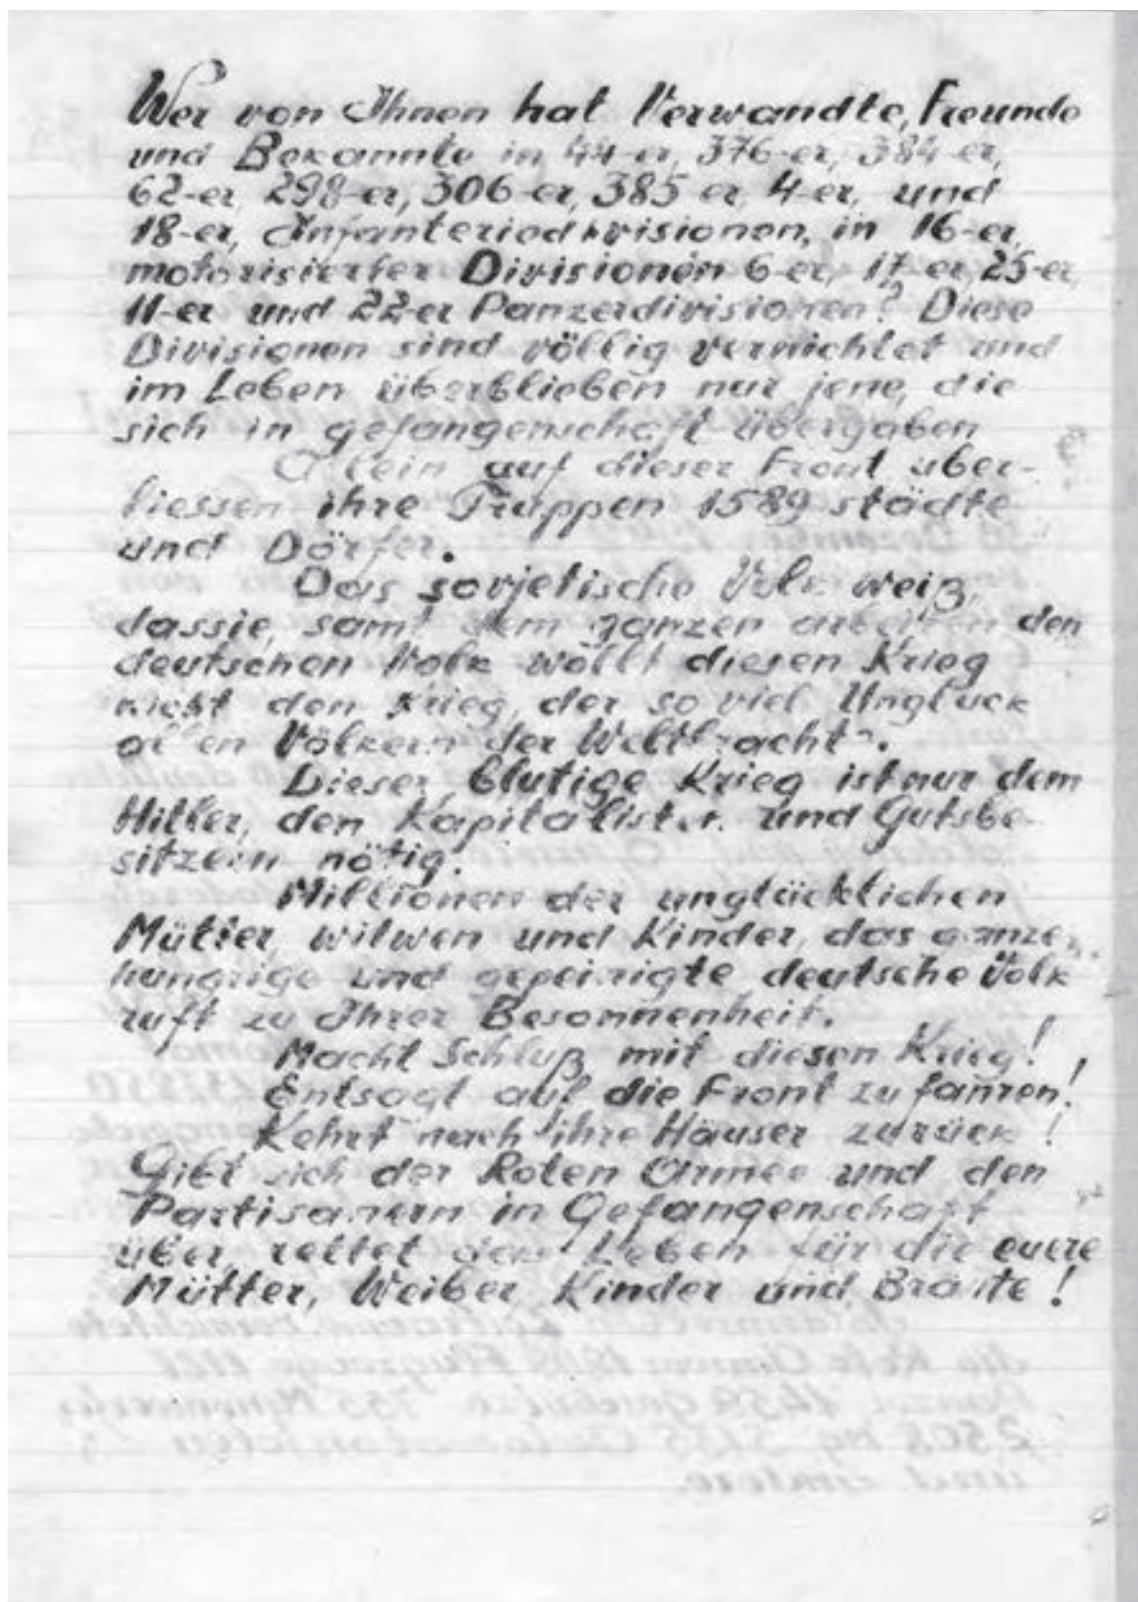 Wer von Ihnen hat Verwandte, Freunde
und Bekannte in 44-er, 376-er, 384-er,
62-er, 298-er, 306-er, 385 er, 4-er, und
18-er, Infanteriedivisionen, in 16-er,
motorisierter Divisionen 6-er, 17-er, 25-er,
11-er und 22-er Panzerdivisionen? Diese
Divisionen sind völlig vernichtet und
im Leben überblieben nur jene, die
sich in gefangenschaft übergaben
Allein auf dieser Front über-
liessen ihre Truppen 1589 städte
und Dörfer.
Das sovjetische Volk weiß,
dassie, samt dem ganzen den
deutschen Volk wöllt diesen Krieg
nicht den Krieg, der so viel Unglück
allen Völkern der Welt brachte.
Dieser blutige Krieg ist nur dem
Hitler, den Kapitalisten und Gutsbe-
sitzern nötig.
Millionen der unglücklichen
Mütter, witwen und Kinder, das ganze,
hungrige und gepeinigte deutsche Volk
ruft zu Ihrer Besonnenheit.
Macht Schluß mit diesen Krieg!
Entsagt auf die Front zu fahren!
Kehrt nach ihre Häuser zurück!
Gibt sich der Roten Armee und den
Partisanern in Gefangenschaft
über, rettet das Leben für die euere
Mütter, Weiber Kinder und Bräute!